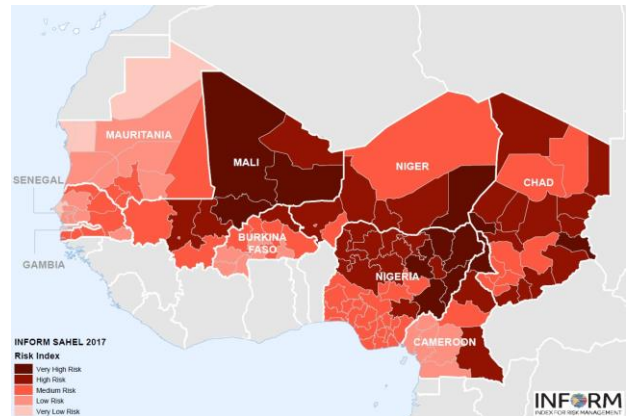 MAURITANIA
MALI
NIGER
CHAD
SENEGAL
GAMBIA
BURKINA
FASO
NIGERIA
CAMEROON
INFORM SAHEL 2017
Risk Index
Very High Risk
High Risk
Medium Risk
Low Risk
Very Low Risk
INFORM
INDEX FOR RISK MANAGEMENT